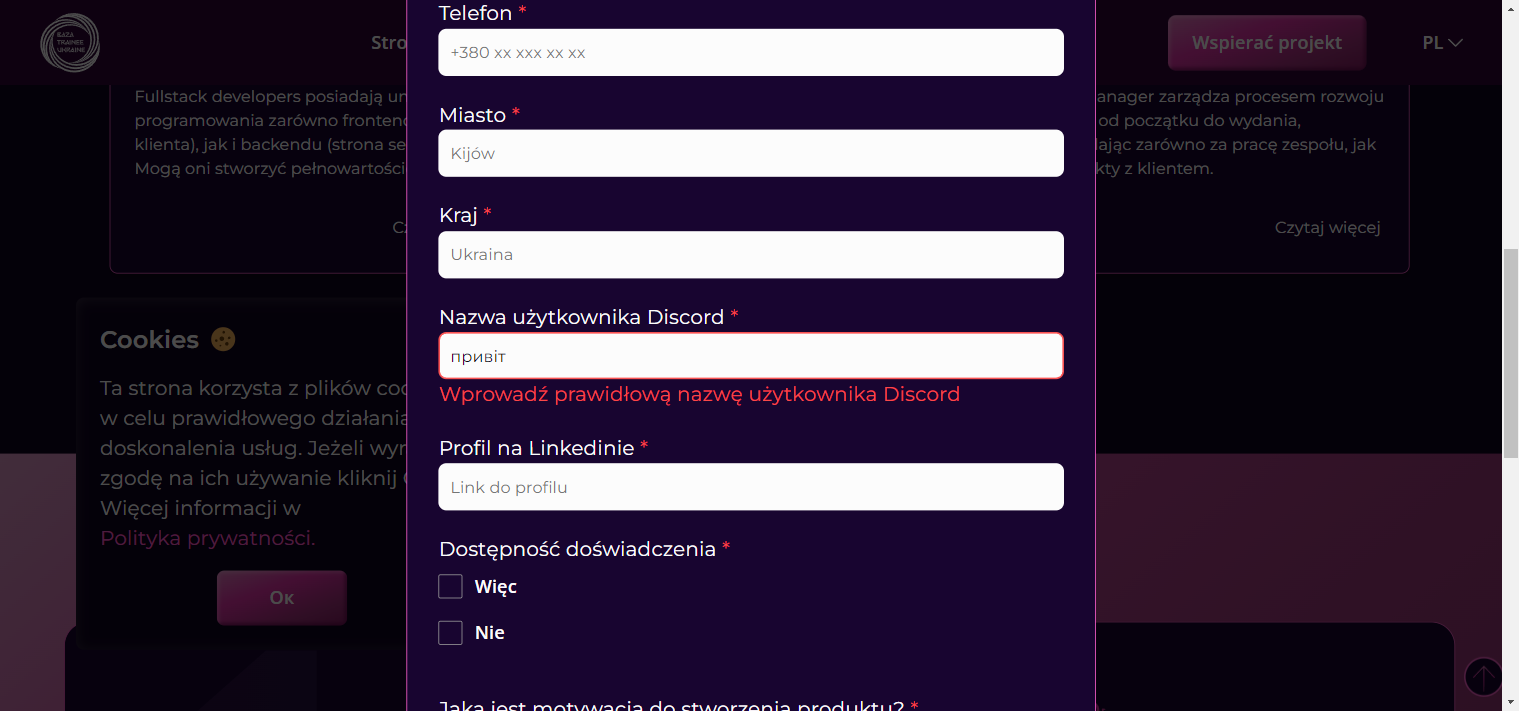 BAZA
TRAINEE
UKRAINE
Stro
Wspierać projekt
PL
Fullstack developers posiadają un
programowania zarówno frontend
klienta), jak i backendu (strona se
Mogą oni stworzyć pełnowartości
Cz
anager zarządza procesem rozwoju
od początku do wydania,
ając zarówno za pracę zespołu, jak
kty z klientem.
Czytaj więcej
Cookies
Ta strona korzysta z plików coo
w celu prawidłowego działania
doskonalenia usług. Jeżeli wyr
zgodę na ich używanie kliknij
Więcej informacji w
Polityka prywatności.
Ок
Telefon *
+380 xx xxx xx xx
Miasto *
Kijów
Kraj *
Ukraina
Nazwa użytkownika Discord *
привіт
Wprowadź prawidłową nazwę użytkownika Discord
Profil na Linkedinie *
Link do profilu
Dostępność doświadczenia *
Więc
Nie
Jaka jest motywacja do stworzenia produktu? *